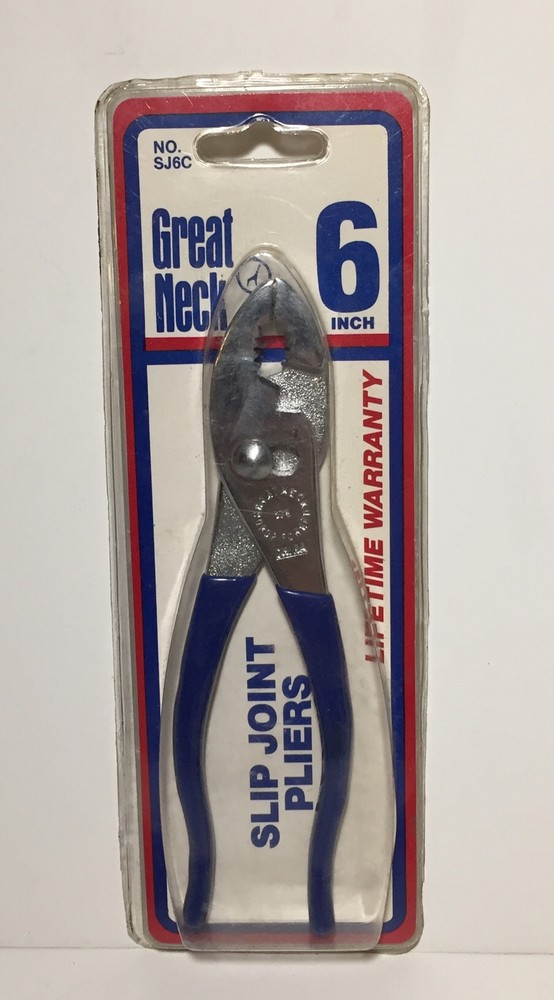 NO.
SJ6C
Great
Neck
6
INCH
LIFETIME WARRANTY
SLIP JOINT
PLIERS